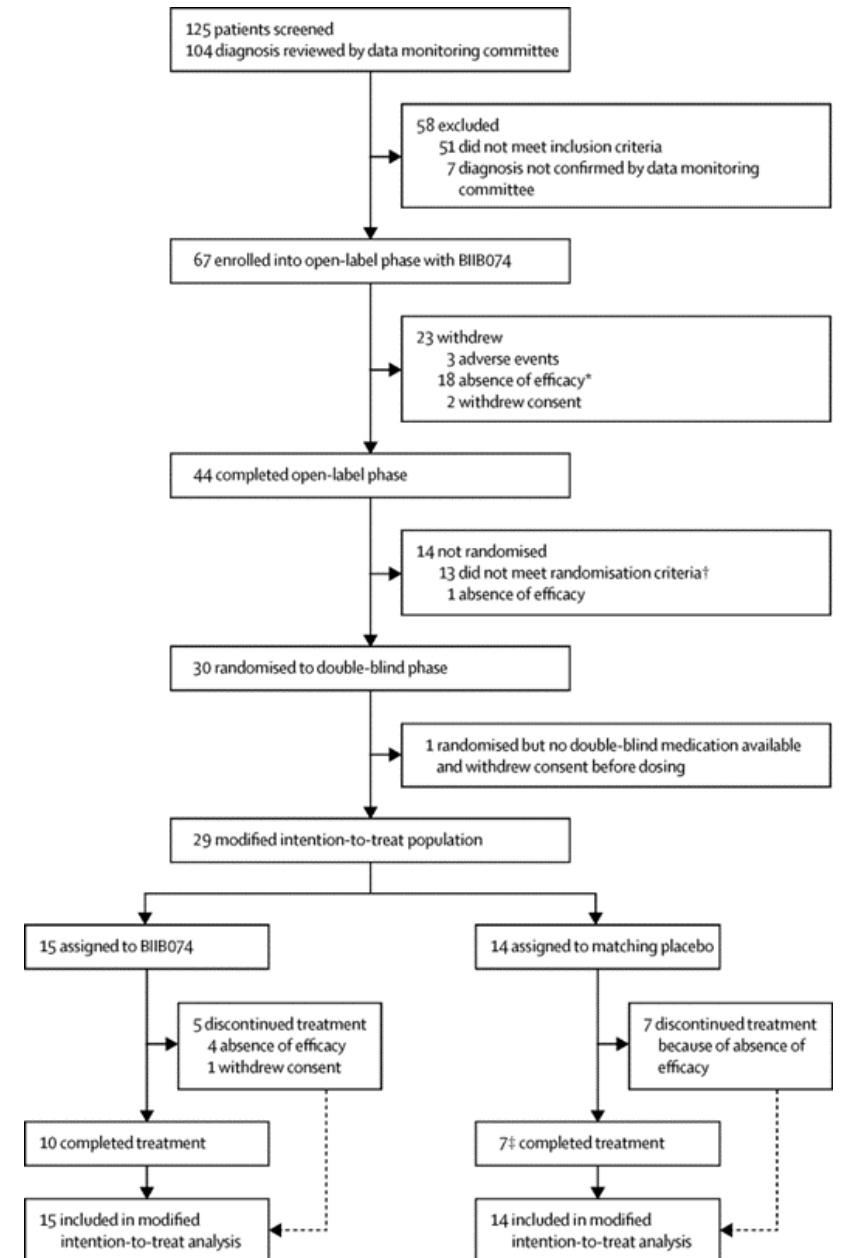 125 patients screened
104 diagnosis reviewed by data monitoring committee
58 excluded
51 did not meet inclusion criteria
7 diagnosis not confirmed by data monitoring
committee
67 enrolled into open-label phase with BIIB074
23 withdrew
3 adverse events
18 absence of efficacy*
2 withdrew consent
44 completed open-label phase
14 not randomised
13 did not meet randomisation criteria†
1 absence of efficacy
30 randomised to double-blind phase
1 randomised but no double-blind medication available
and withdrew consent before dosing
29 modified intention-to-treat population
15 assigned to BIIB074
14 assigned to matching placebo
5 discontinued treatment
4 absence of efficacy
1 withdrew consent
7 discontinued treatment
because of absence of
efficacy
10 completed treatment
7‡ completed treatment
15 included in modified
intention-to-treat analysis
14 included in modified
intention-to-treat analysis